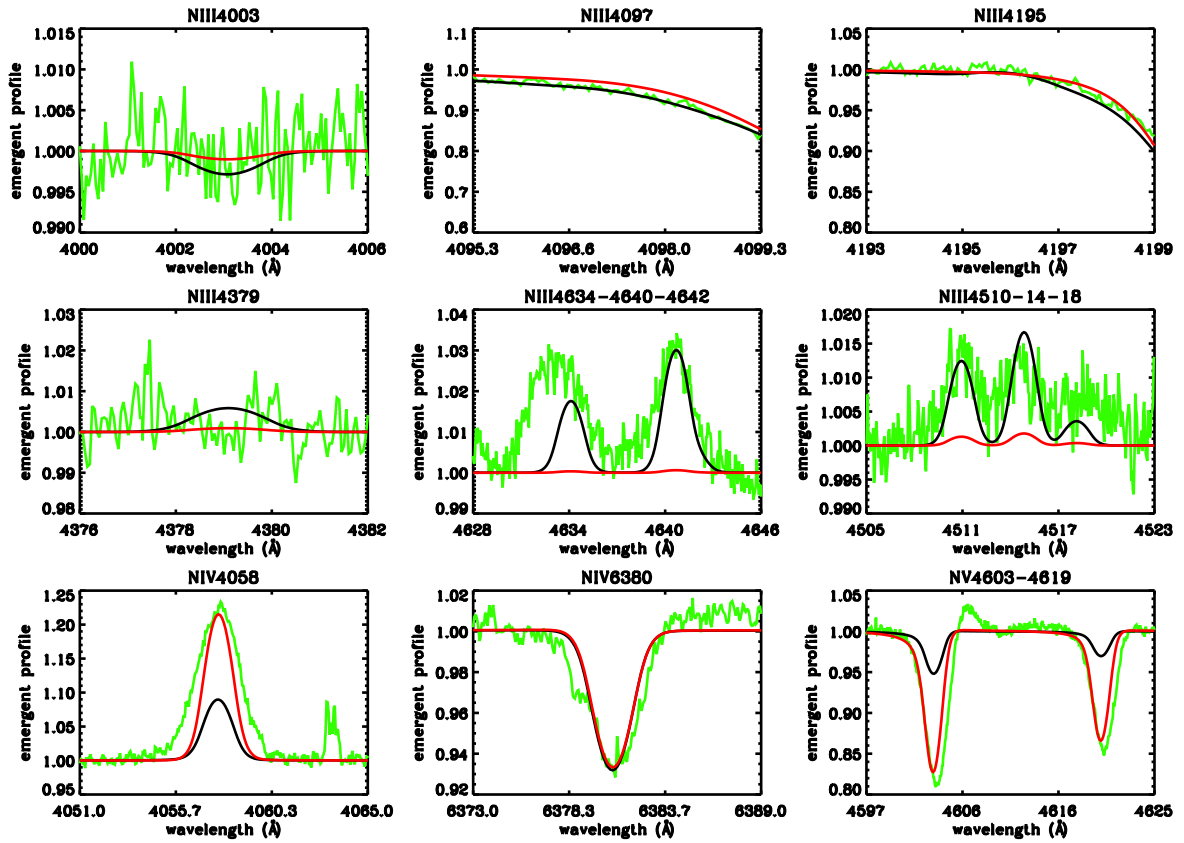 NIII4003
1.015
1.010
1.005
1.000
0.995
0.990
emergent profile
4000 4002 4004 4006
wavelength (Å)
NIII4097
1.1
1.0
0.9
0.8
0.7
0.6
emergent profile
4095.3 4096.6 4098.0 4099.3
wavelength (Å)
NIII4195
1.05
1.00
0.95
0.90
0.85
0.80
emergent profile
4193 4195 4197 4199
wavelength (Å)
NIII4379
1.03
1.02
1.01
1.00
0.99
0.98
emergent profile
4376 4378 4380 4382
wavelength (Å)
NIII4634-4640-4642
1.04
1.03
1.02
1.01
1.00
0.99
emergent profile
4628 4634 4640 4646
wavelength (Å)
NIII4510-14-18
1.020
1.015
1.010
1.005
1.000
0.995
0.990
emergent profile
4505 4511 4517 4523
wavelength (Å)
NIV4058
1.25
1.20
1.15
1.10
1.05
1.00
0.95
emergent profile
4051.0 4055.7 4060.3 4065.0
wavelength (Å)
NIV6380
1.02
1.00
0.98
0.96
0.94
0.92
emergent profile
6373.0 6378.3 6383.7 6389.0
wavelength (Å)
NV4603-4619
1.05
1.00
0.95
0.90
0.85
0.80
emergent profile
4597 4606 4616 4625
wavelength (Å)